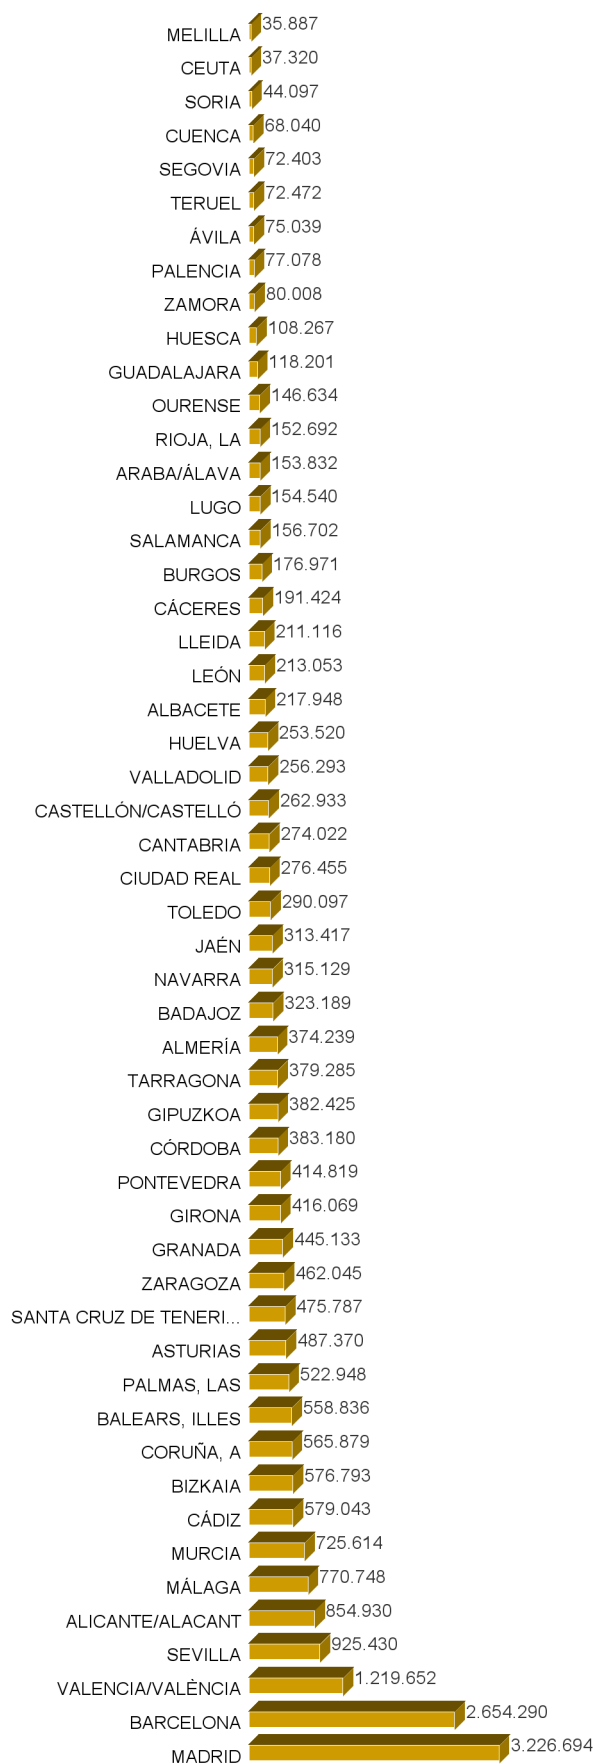 MELILLA 35.887
CEUTA 37.320
SORIA 44.097
CUENCA 68.040
SEGOVIA 72.403
TERUEL 72.472
ÁVILA 75.039
PALENCIA 77.078
ZAMORA 80.008
HUESCA 108.267
GUADALAJARA 118.201
OURENSE 146.634
RIOJA, LA 152.692
ARABA/ÁLAVA 153.832
LUGO 154.540
SALAMANCA 156.702
BURGOS 176.971
CÁCERES 191.424
LLEIDA 211.116
LEÓN 213.053
ALBACETE 217.948
HUELVA 253.520
VALLADOLID 256.293
CASTELLÓN/CASTELLÓ 262.933
CANTABRIA 274.022
CIUDAD REAL 276.455
TOLEDO 290.097
JAÉN 313.417
NAVARRA 315.129
BADAJOZ 323.189
ALMERÍA 374.239
TARRAGONA 379.285
GIPUZKOA 382.425
CÓRDOBA 383.180
PONTEVEDRA 414.819
GIRONA 416.069
GRANADA 445.133
ZARAGOZA 462.045
SANTA CRUZ DE TENERI... 475.787
ASTURIAS 487.370
PALMAS, LAS 522.948
BALEARS, ILLES 558.836
CORUÑA, A 565.879
BIZKAIA 576.793
CÁDIZ 579.043
MURCIA 725.614
MÁLAGA 770.748
ALICANTE/ALACANT 854.930
SEVILLA 925.430
VALENCIA/VALÈNCIA 1.219.652
BARCELONA 2.654.290
MADRID 3.226.694